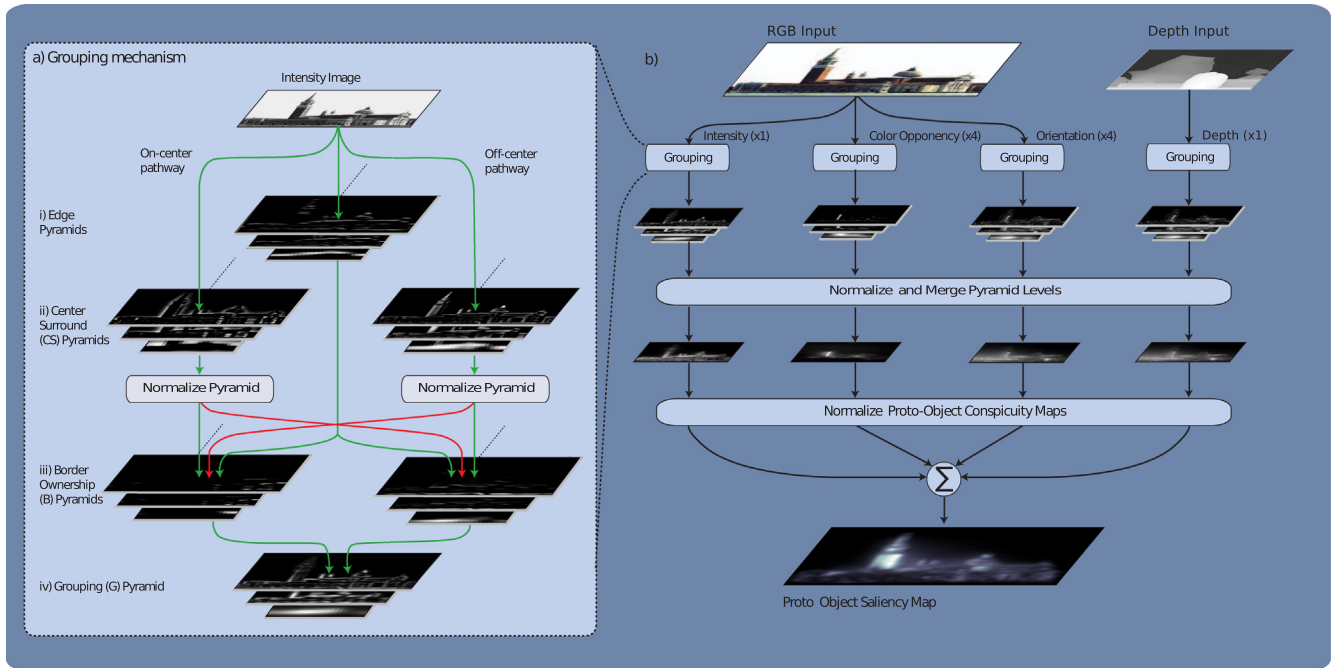 a) Grouping mechanism
Intensity Image
On-center
pathway
Off-center
pathway
i) Edge
Pyramids
ii) Center
Surround
(CS) Pyramids
Normalize Pyramid
Normalize Pyramid
iii) Border
Ownership
(B) Pyramids
iv) Grouping (G) Pyramid
b)
RGB Input
Depth Input
Intensity (x1)
Color Opponency (x4)
Orientation (x4)
Depth (x1)
Grouping
Grouping
Grouping
Grouping
Normalize and Merge Pyramid Levels
Normalize Proto-Object Conspicuity Maps
Σ
Proto Object Saliency Map